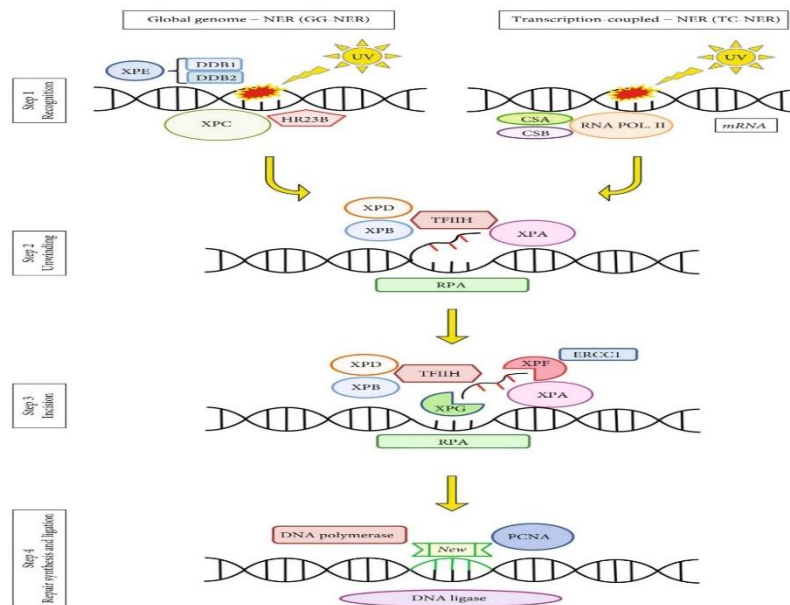 Global genome – NER (GG-NER)
Transcription-coupled – NER (TC-NER)
Step 1
Recognition
XPE
DDB1
DDB2
UV
XPC
HR23B
UV
CSA
CSB
RNA POL. II
mRNA
Step 2
Unwinding
XPD
XPB
TFIIH
XPA
RPA
Step 3
Incision
XPD
XPB
TFIIH
XPF
ERCC1
XPG
XPA
RPA
Step 4
Repair synthesis and ligation
DNA polymerase
New
PCNA
DNA ligase